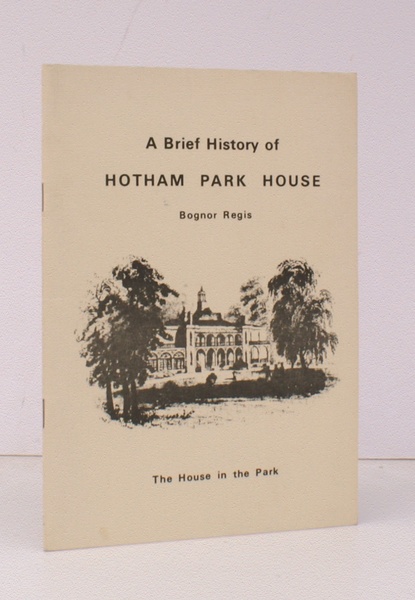 A Brief History of
HOTHAM PARK HOUSE
Bognor Regis
The House in the Park